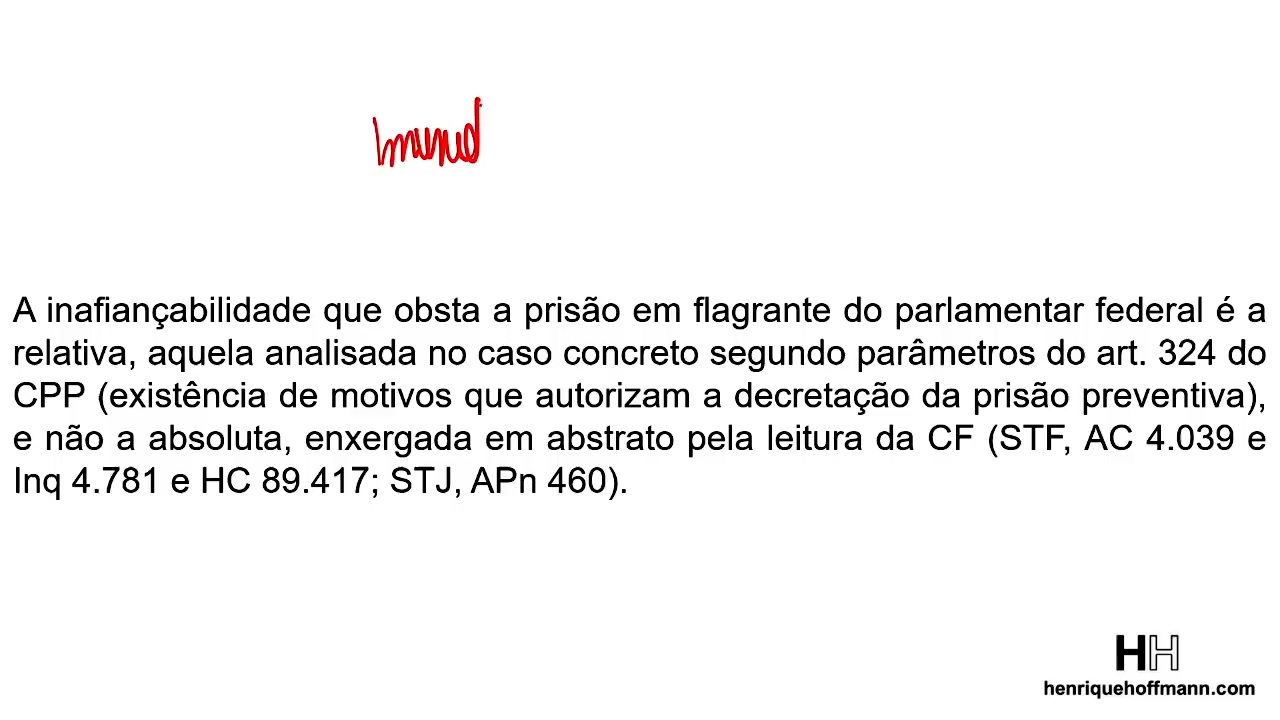 Imunid
A inafiançabilidade que obsta a prisão em flagrante do parlamentar federal é a
relativa, aquela analisada no caso concreto segundo parâmetros do art. 324 do
CPP (existência de motivos que autorizam a decretação da prisão preventiva),
e não a absoluta, enxergada em abstrato pela leitura da CF (STF, AC 4.039 e
Inq 4.781 e HC 89.417; STJ, APn 460).
HH
henriquehoffmann.com